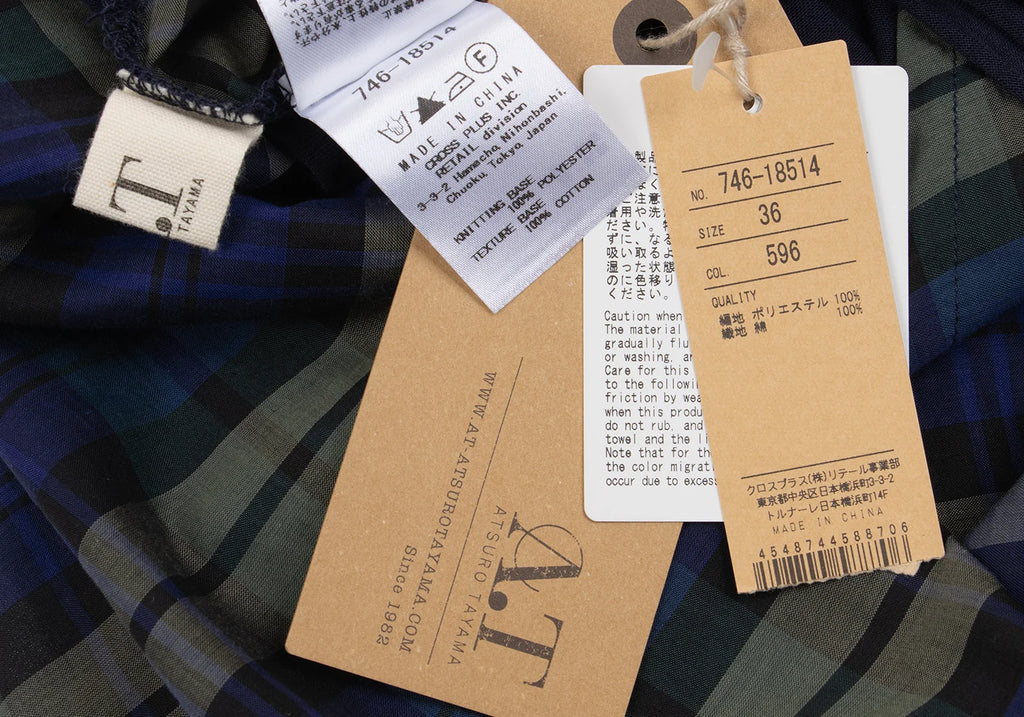 .T
TAYAMA
746-18514
F
MADE IN CHINA
CROSS PLUS INC.
RETAIL division
3-3-2 Hamacho, Nihonbashi,
Chuoku, Tokyo, Japan
KNITTING BASE
100% POLYESTER
TEXTURE BASE
100% COTTON
ださい。
ずに、なる
吸い取るよ
湿った状態
のに色移り
ください。
Caution when
The material
gradually flu
or washing, an
Care for this
to the followi
friction by wea
when this produ
do not rub, and
towel and the li
Note that for th
the color migrat
occur due to exces
NO. 746-18514
SIZE 36
COL. 596
QUALITY
編地 ポリエステル 100%
織地 綿 100%
クロスプラス(株)リテール事業部
東京都中央区日本橋浜町3-3-2
トルナーレ日本橋浜町14F
MADE IN CHINA
4548744588706
WWW.AT-ATSUROTAYAMA.COM
Since 1982
A.T
ATSURO TAYAMA